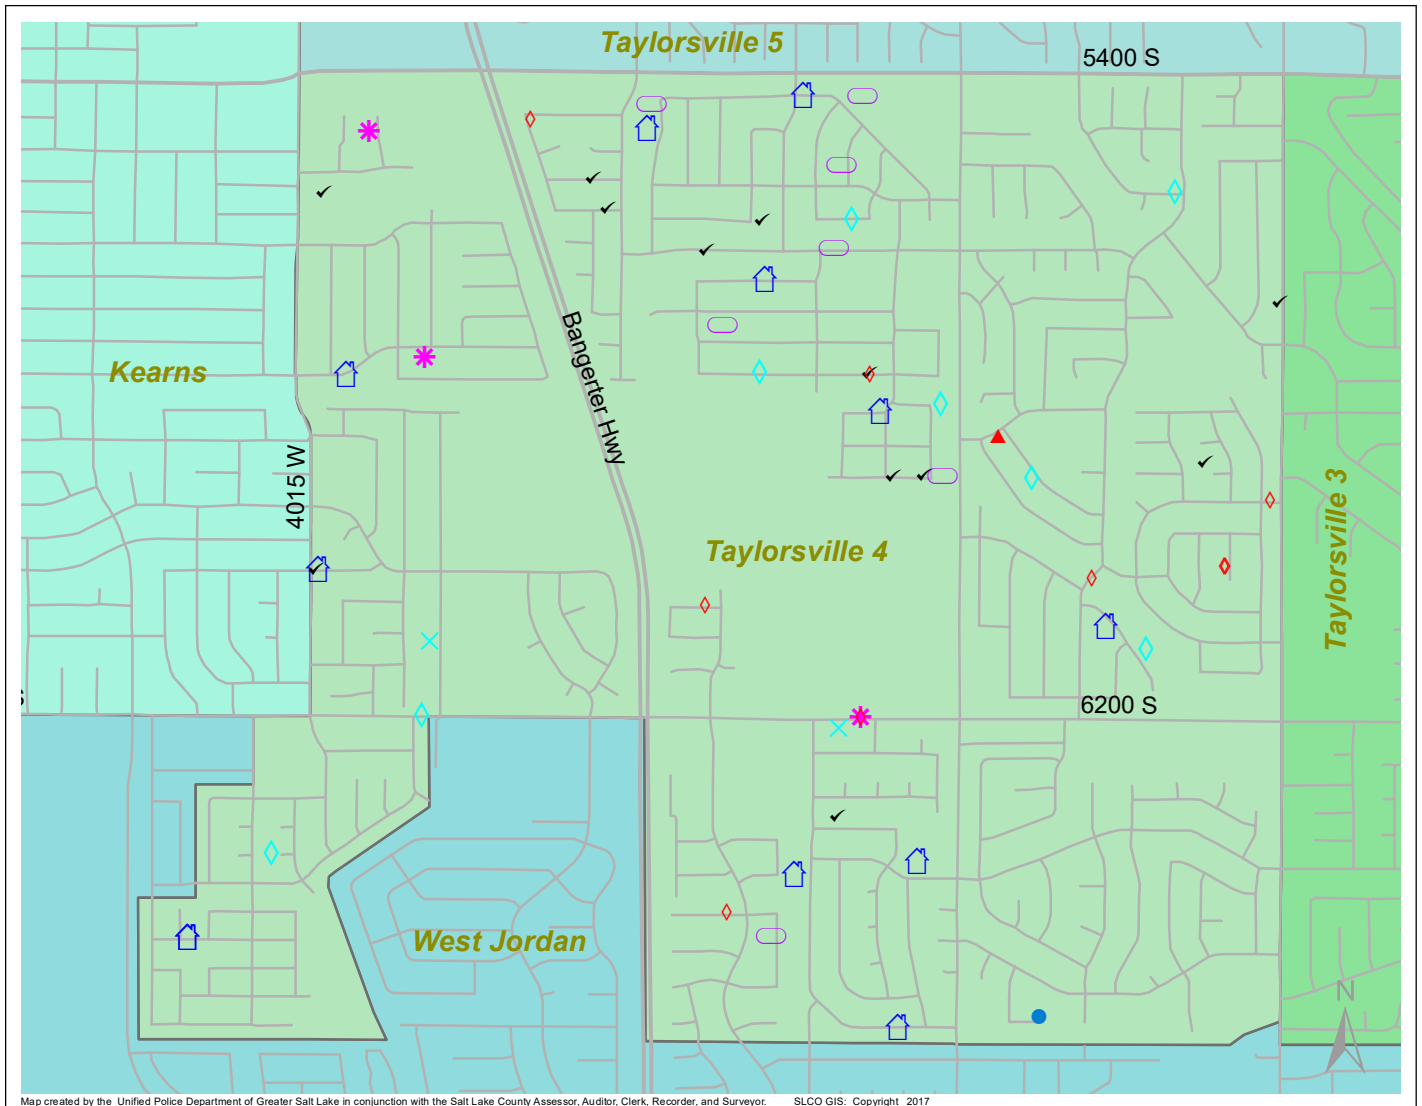 Taylorsville 5
5400 S
Kearns
Bangerter Hwy
4015 W
Taylorsville 4
Taylorsville 3
6200 S
West Jordan
N
Map created by the Unified Police Department of Greater Salt Lake in conjunction with the Salt Lake County Assessor, Auditor, Clerk, Recorder, and Surveyor. SLCO GIS: Copyright 2017